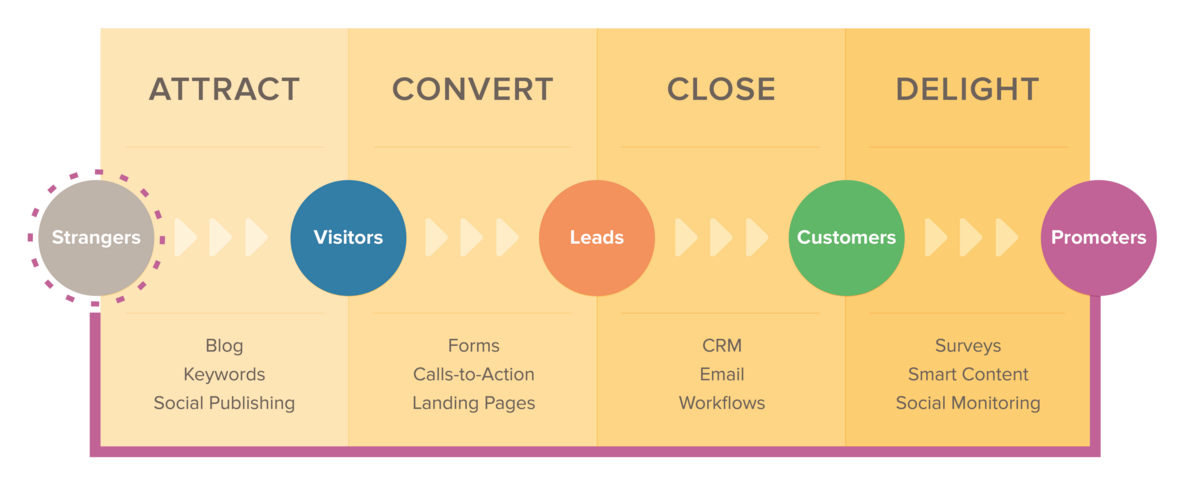 ATTRACT
CONVERT
CLOSE
DELIGHT
Strangers
Visitors
Leads
Customers
Promoters
Blog
Keywords
Social Publishing
Forms
Calls-to-Action
Landing Pages
CRM
Email
Workflows
Surveys
Smart Content
Social Monitoring